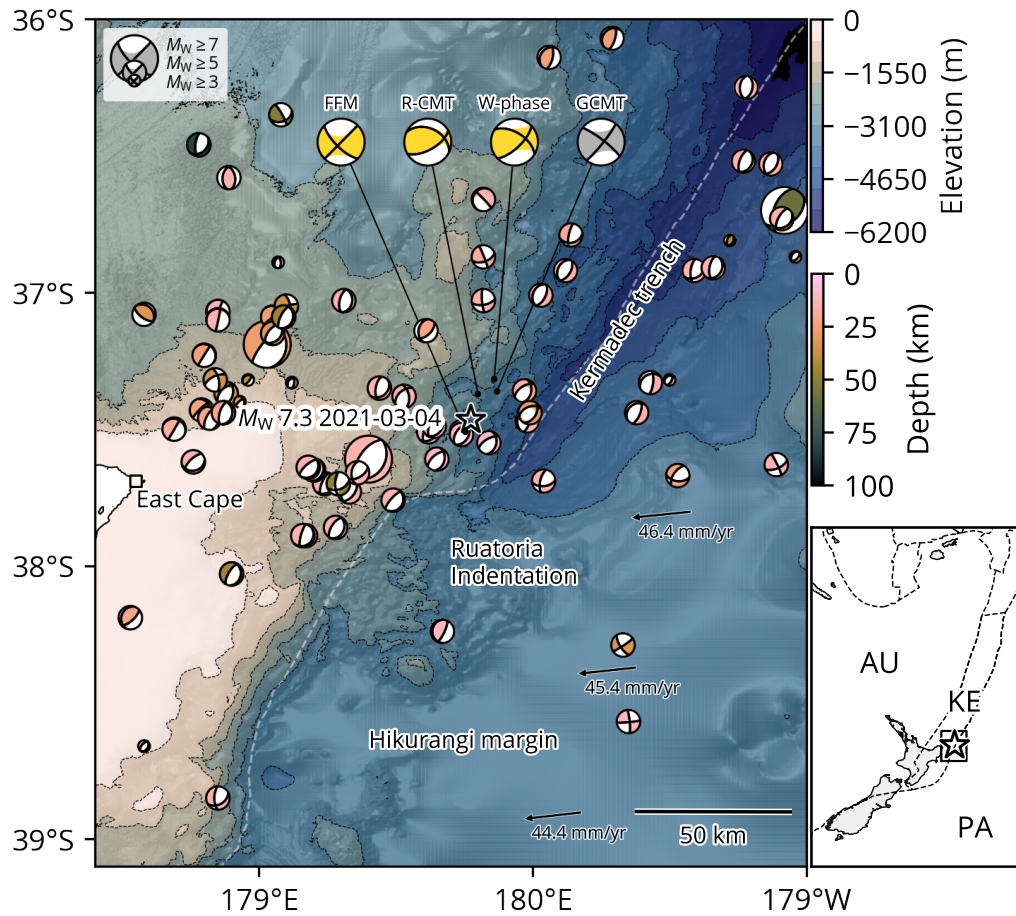 36°S
37°S
38°S
39°S
179°E
180°E
179°W
Mw ≥ 7
Mw ≥ 5
Mw ≥ 3
FFM
R-CMT
W-phase
GCMT
Kermadec trench
Mw 7.3 2021-03-04
East Cape
46.4 mm/yr
Ruatoria
Indentation
45.4 mm/yr
Hikurangi margin
44.4 mm/yr
50 km
0
−1550
−3100
−4650
−6200
Elevation (m)
0
25
50
75
100
Depth (km)
AU
KE
PA